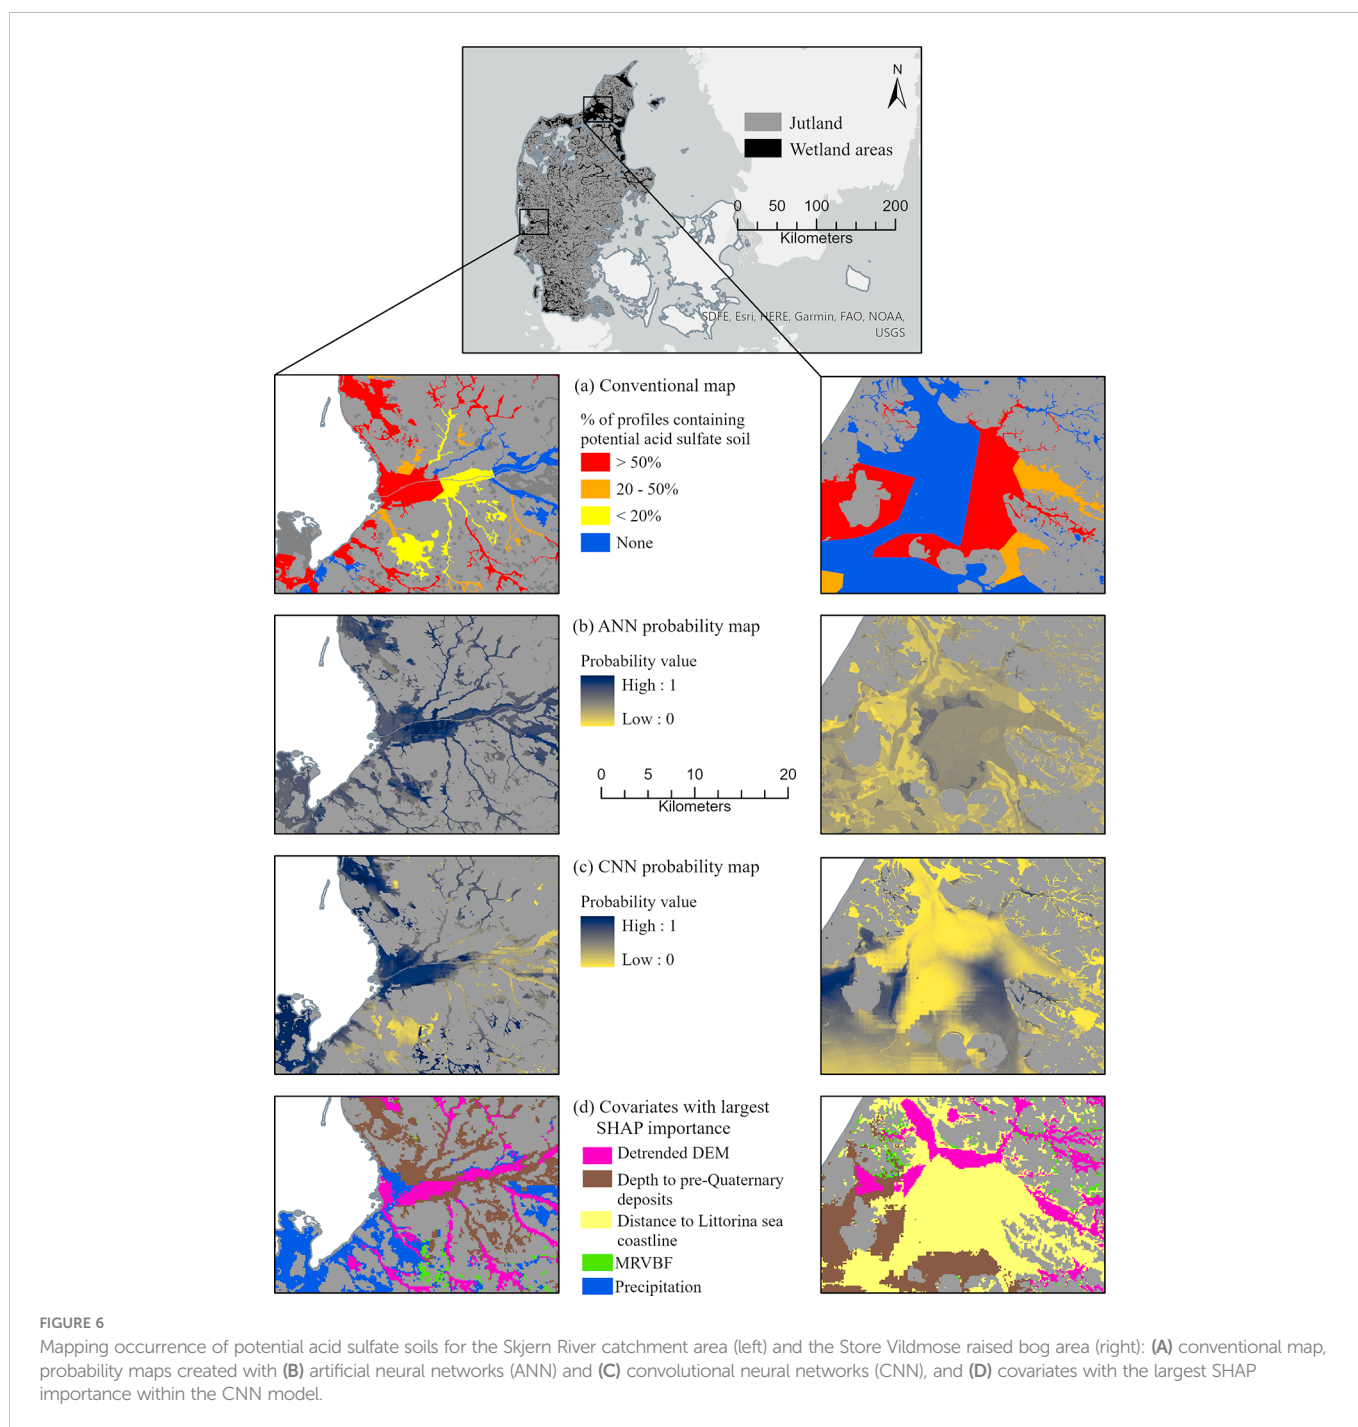 N
Jutland
Wetland areas
0 50 100 200
Kilometers
SDFE, Esri, HERE, Garmin, FAO, NOAA,
USGS
(a) Conventional map
% of profiles containing
potential acid sulfate soil
> 50%
20 - 50%
< 20%
None
(b) ANN probability map
Probability value
High : 1
Low : 0
0 5 10 20
Kilometers
(c) CNN probability map
Probability value
High : 1
Low : 0
(d) Covariates with largest
SHAP importance
Detrended DEM
Depth to pre-Quaternary
deposits
Distance to Littorina sea
coastline
MRVBF
Precipitation
FIGURE 6
Mapping occurrence of potential acid sulfate soils for the Skjern River catchment area (left) and the Store Vildmose raised bog area (right): (A) conventional map,
probability maps created with (B) artificial neural networks (ANN) and (C) convolutional neural networks (CNN), and (D) covariates with the largest SHAP
importance within the CNN model.